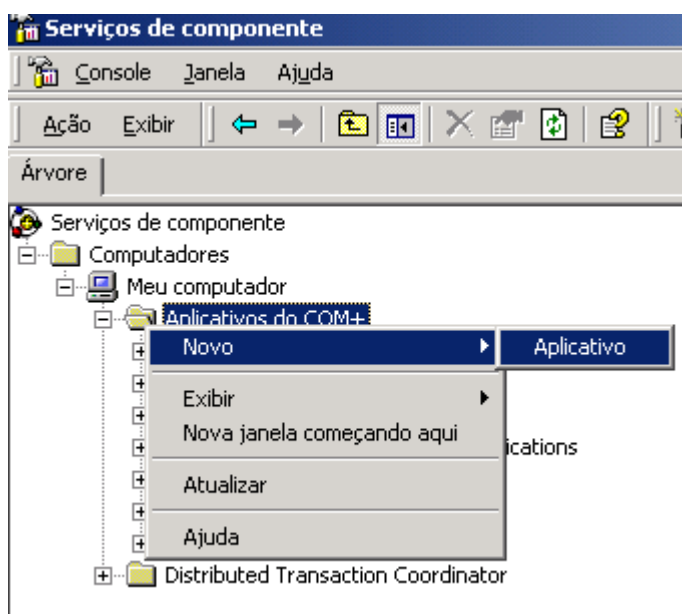 Serviços de componente
Console Janela Ajuda
Ação Exibir
Árvore
Serviços de componente
Computadores
Meu computador
Aplicativos do COM+
Novo
Aplicativo
Exibir
Nova janela começando aqui
ications
Atualizar
Ajuda
Distributed Transaction Coordinator